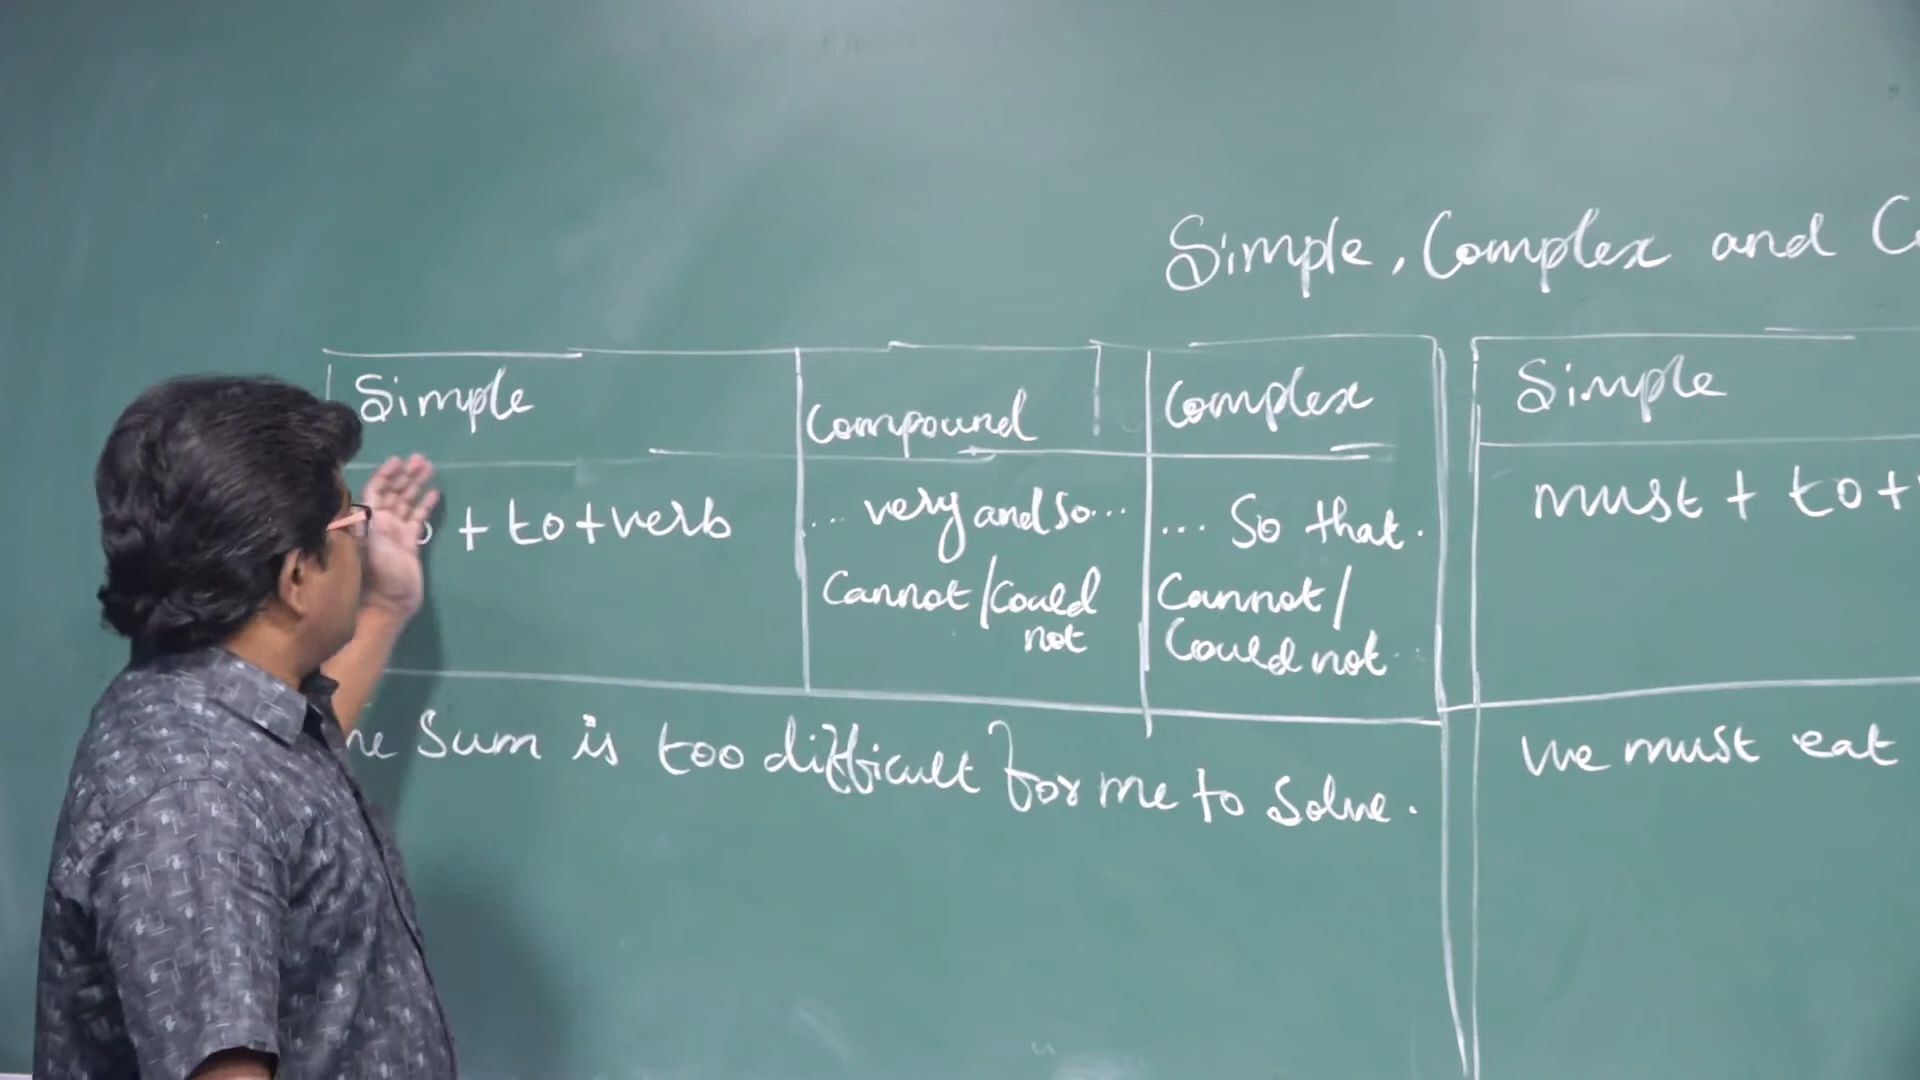 Simple, Complex and
Simple
Compound
Complex
Simple
+ to + verb
... very and so ...
Cannot / Could
not
... So that .
Cannot /
Could not ..
must + to +
Sum is too difficult for me to Solve.
we must eat